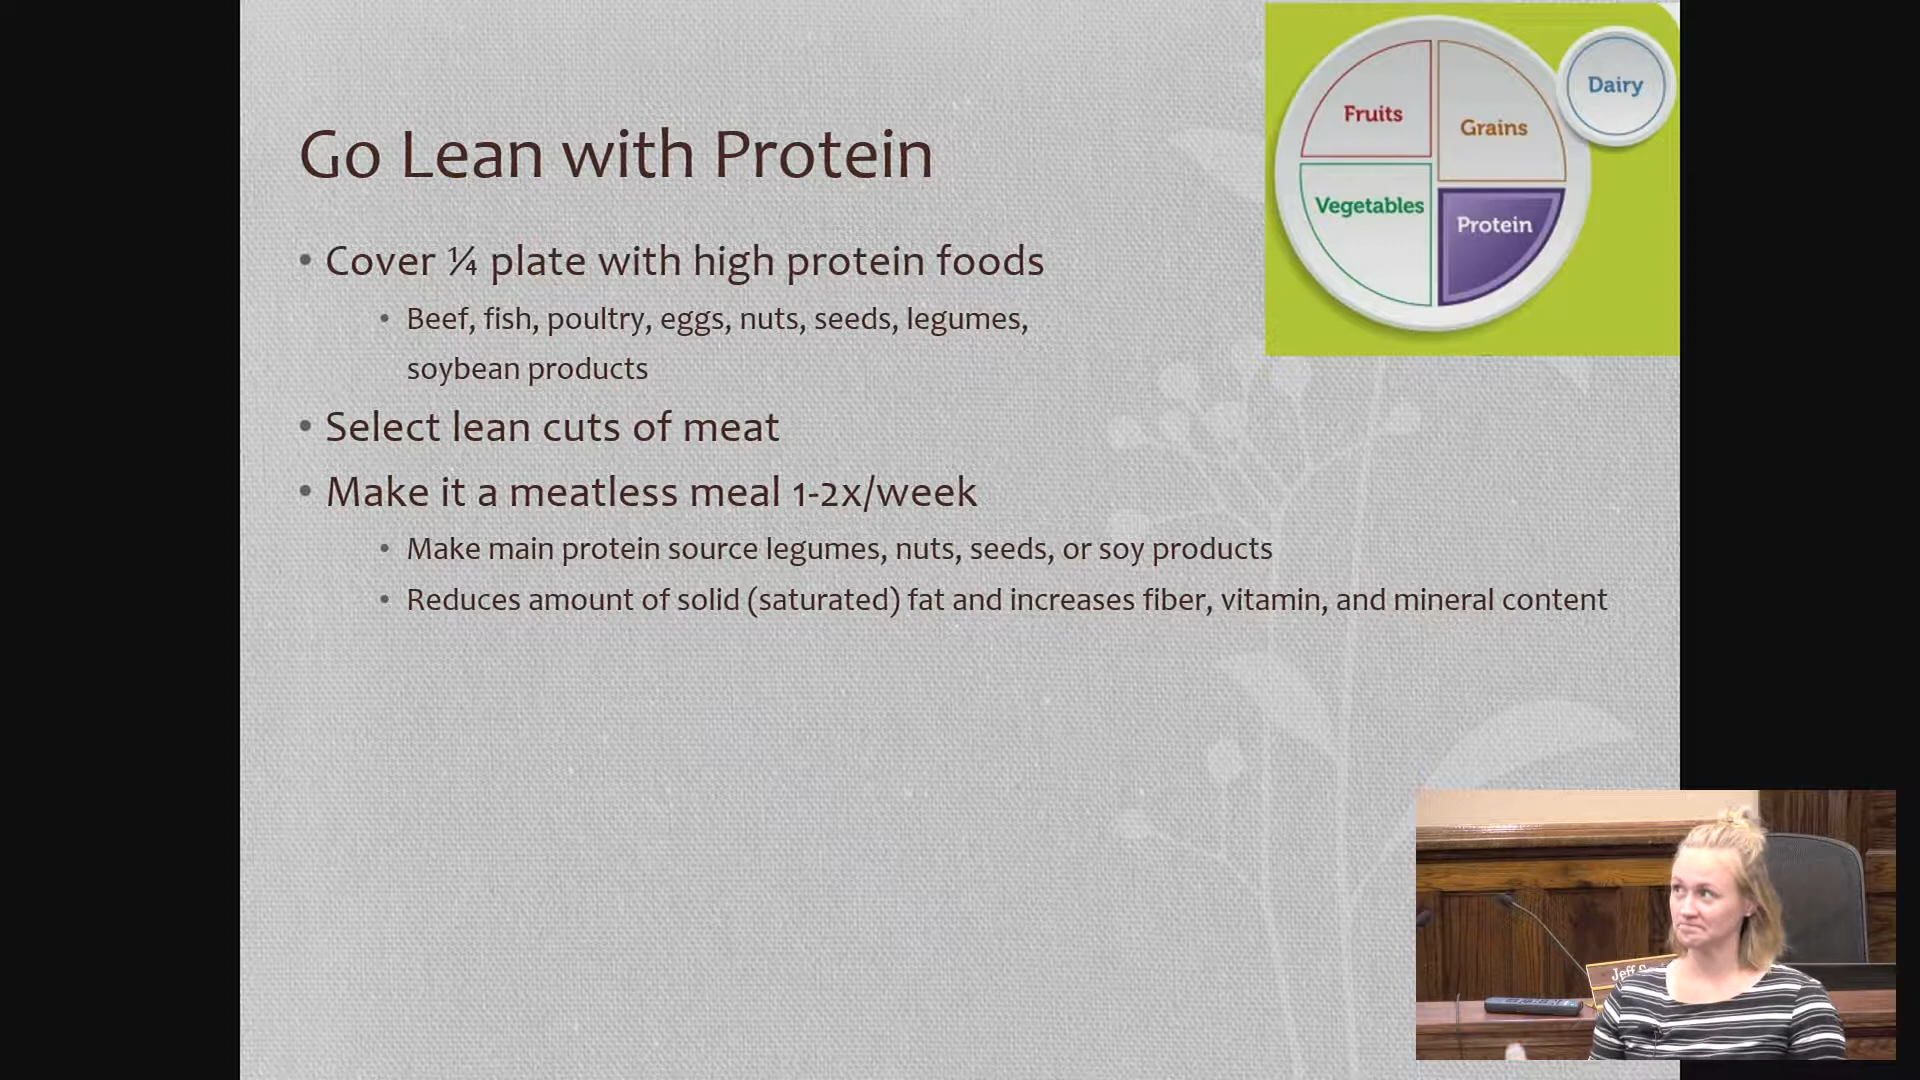 Go Lean with Protein
• Cover ¼ plate with high protein foods
• Beef, fish, poultry, eggs, nuts, seeds, legumes,
soybean products
• Select lean cuts of meat
• Make it a meatless meal 1-2x/week
• Make main protein source legumes, nuts, seeds, or soy products
• Reduces amount of solid (saturated) fat and increases fiber, vitamin, and mineral content
Fruits
Grains
Dairy
Vegetables
Protein
Jeff